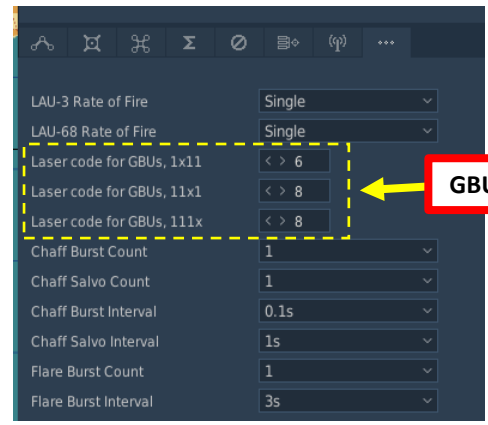 LAU-3 Rate of Fire Single
LAU-68 Rate of Fire Single
Laser code for GBUs, 1x11 < > 6
Laser code for GBUs, 11x1 < > 8
GBU
Laser code for GBUs, 111x < > 8
Chaff Burst Count 1
Chaff Salvo Count 1
Chaff Burst Interval 0.1s
Chaff Salvo Interval 1s
Flare Burst Count 1
Flare Burst Interval 3s